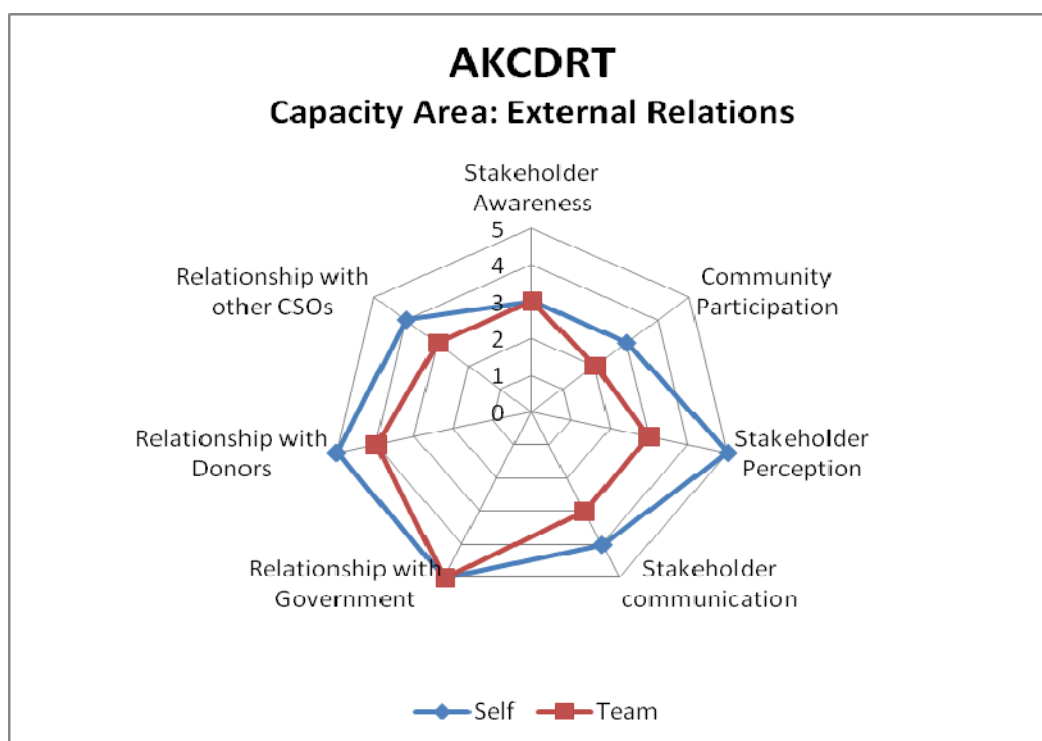 AKCDRT
Capacity Area: External Relations
Stakeholder
Awareness
Community
Participation
Stakeholder
Perception
Stakeholder
communication
Relationship with
Government
Relationship with
Donors
Relationship with
other CSOs
5
4
3
2
1
0
Self
Team